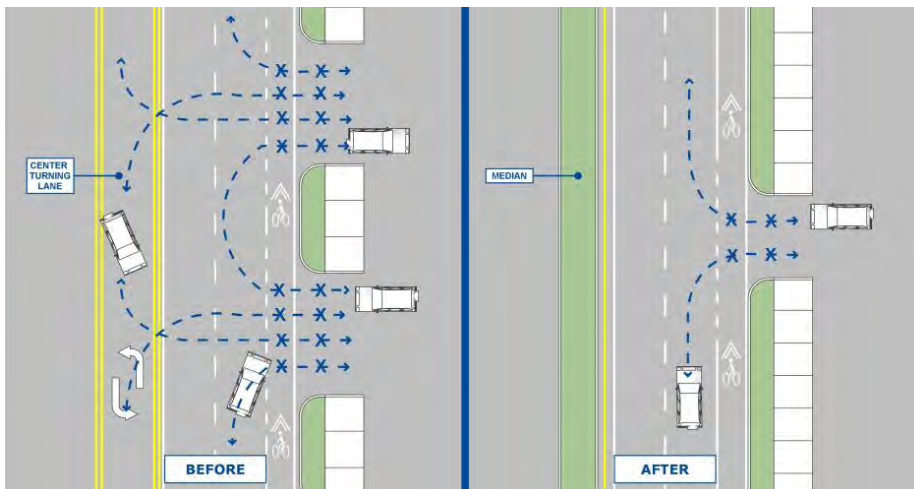 CENTER
TURNING
LANE
BEFORE
MEDIAN
AFTER